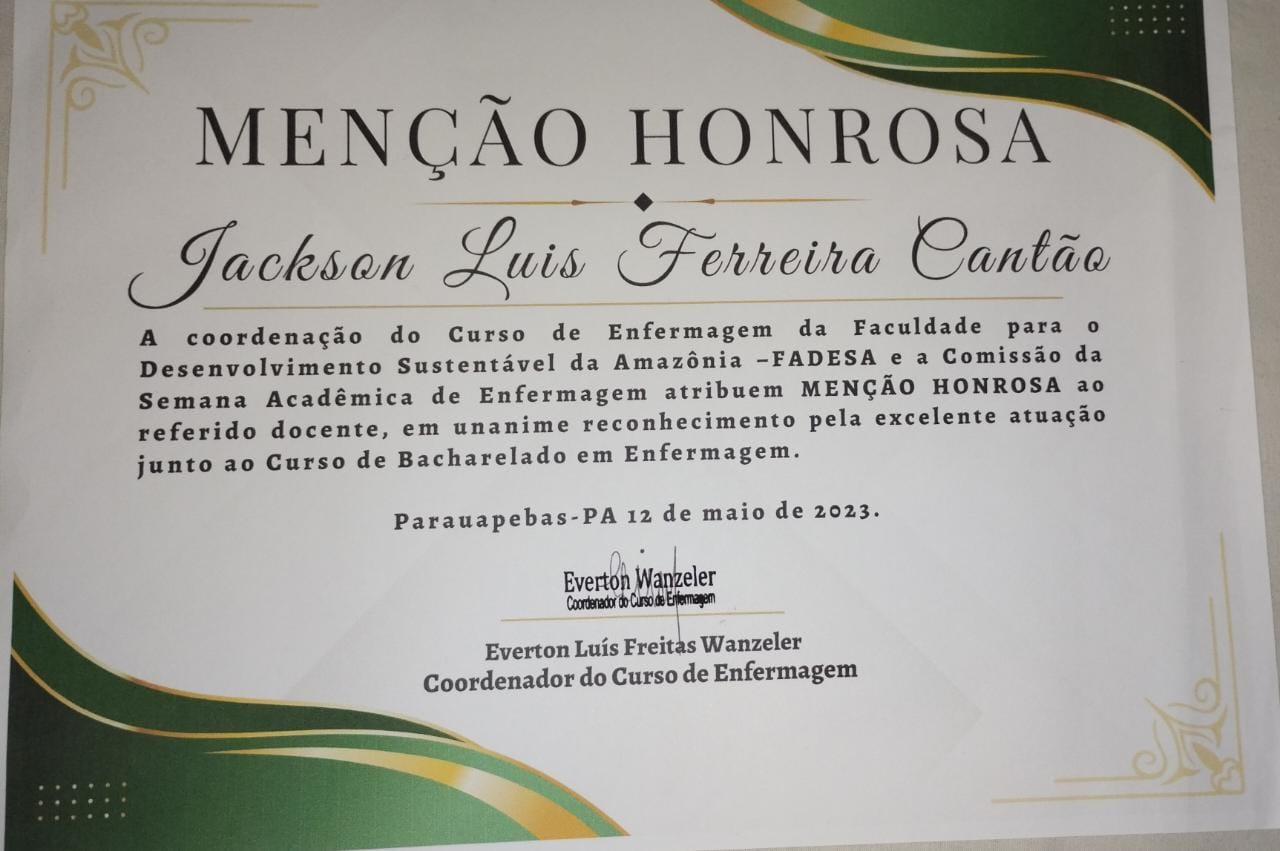 MENÇÃO HONROSA
Jackson Luis Ferreira Cantão
A coordenação do Curso de Enfermagem da Faculdade para o
Desenvolvimento Sustentável da Amazônia –FADESA e a Comissão da
Semana Acadêmica de Enfermagem atribuem MENÇÃO HONROSA ao
referido docente, em unanime reconhecimento pela excelente atuação
junto ao Curso de Bacharelado em Enfermagem.
Parauapebas-PA 12 de maio de 2023.
Everton Wanzeler
Coordenador do Curso de Enfermagem
Everton Luís Freitas Wanzeler
Coordenador do Curso de Enfermagem